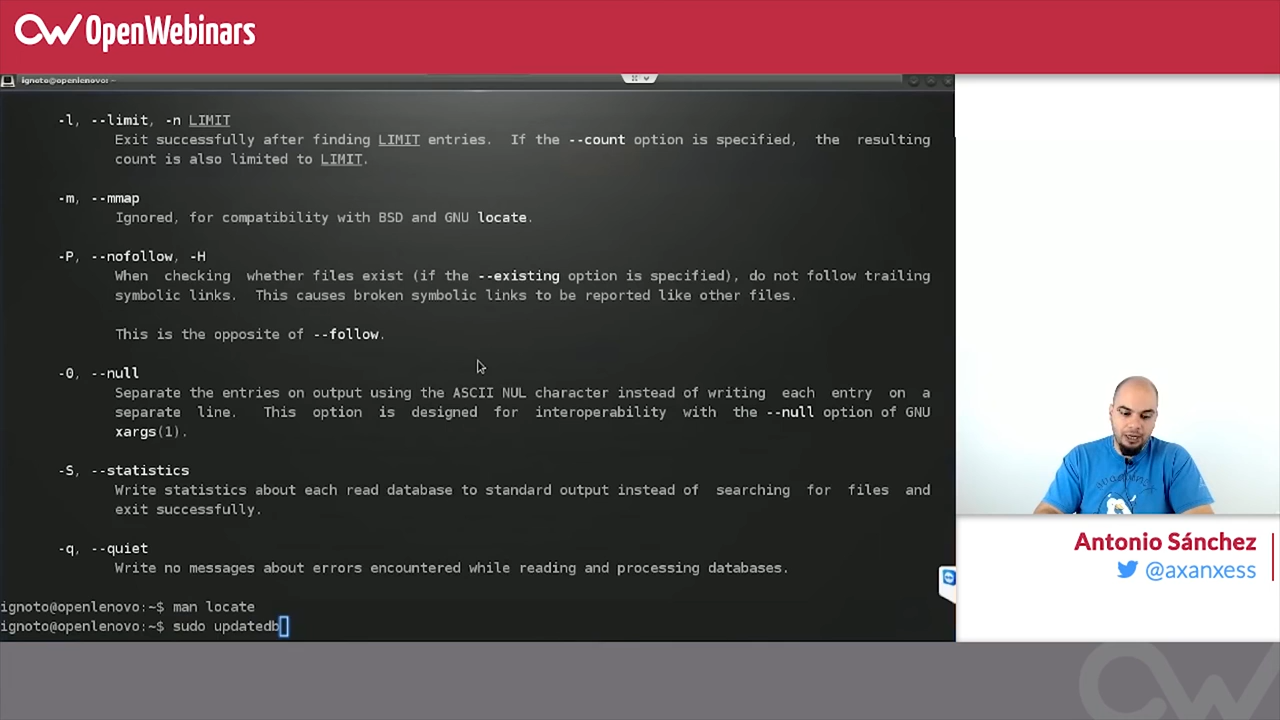 OpenWebinars
ignoto@openlenovo: ~
-l, --limit, -n LIMIT
Exit successfully after finding LIMIT entries. If the --count option is specified, the resulting
count is also limited to LIMIT.
-m, --mmap
Ignored, for compatibility with BSD and GNU locate.
-P, --nofollow, -H
When checking whether files exist (if the --existing option is specified), do not follow trailing
symbolic links. This causes broken symbolic links to be reported like other files.
This is the opposite of --follow.
-0, --null
Separate the entries on output using the ASCII NUL character instead of writing each entry on a
separate line. This option is designed for interoperability with the --null option of GNU
xargs(1).
-S, --statistics
Write statistics about each read database to standard output instead of searching for files and
exit successfully.
-q, --quiet
Write no messages about errors encountered while reading and processing databases.
ignoto@openlenovo:~$ man locate
ignoto@openlenovo:~$ sudo updatedb
Antonio Sánchez
@axanxess